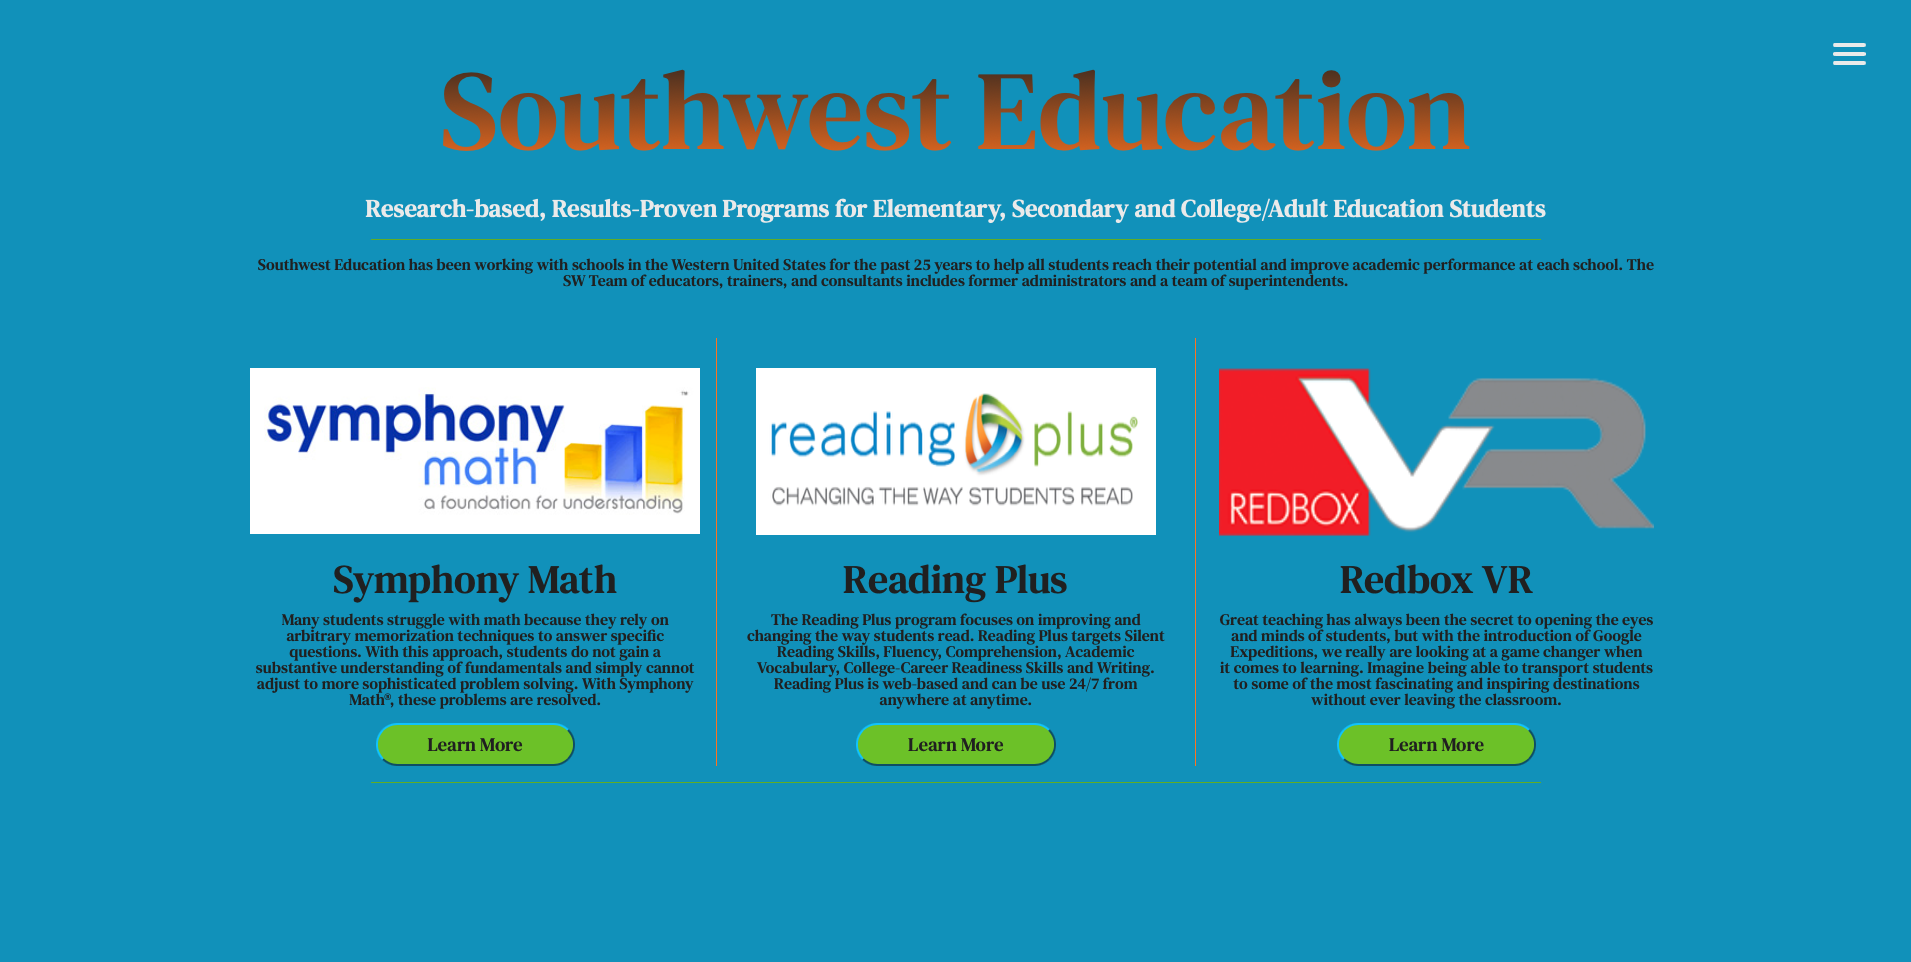 Southwest Education
Research-based, Results-Proven Programs for Elementary, Secondary and College/Adult Education Students
Southwest Education has been working with schools in the Western United States for the past 25 years to help all students reach their potential and improve academic performance at each school. The
SW Team of educators, trainers, and consultants includes former administrators and a team of superintendents.
symphony™
math
a foundation for understanding
Symphony Math
Many students struggle with math because they rely on
arbitrary memorization techniques to answer specific
questions. With this approach, students do not gain a
substantive understanding of fundamentals and simply cannot
adjust to more sophisticated problem solving. With Symphony
Math®, these problems are resolved.
Learn More
reading plus®
CHANGING THE WAY STUDENTS READ
Reading Plus
The Reading Plus program focuses on improving and
changing the way students read. Reading Plus targets Silent
Reading Skills, Fluency, Comprehension, Academic
Vocabulary, College-Career Readiness Skills and Writing.
Reading Plus is web-based and can be use 24/7 from
anywhere at anytime.
Learn More
REDBOX VR
Redbox VR
Great teaching has always been the secret to opening the eyes
and minds of students, but with the introduction of Google
Expeditions, we really are looking at a game changer when
it comes to learning. Imagine being able to transport students
to some of the most fascinating and inspiring destinations
without ever leaving the classroom.
Learn More